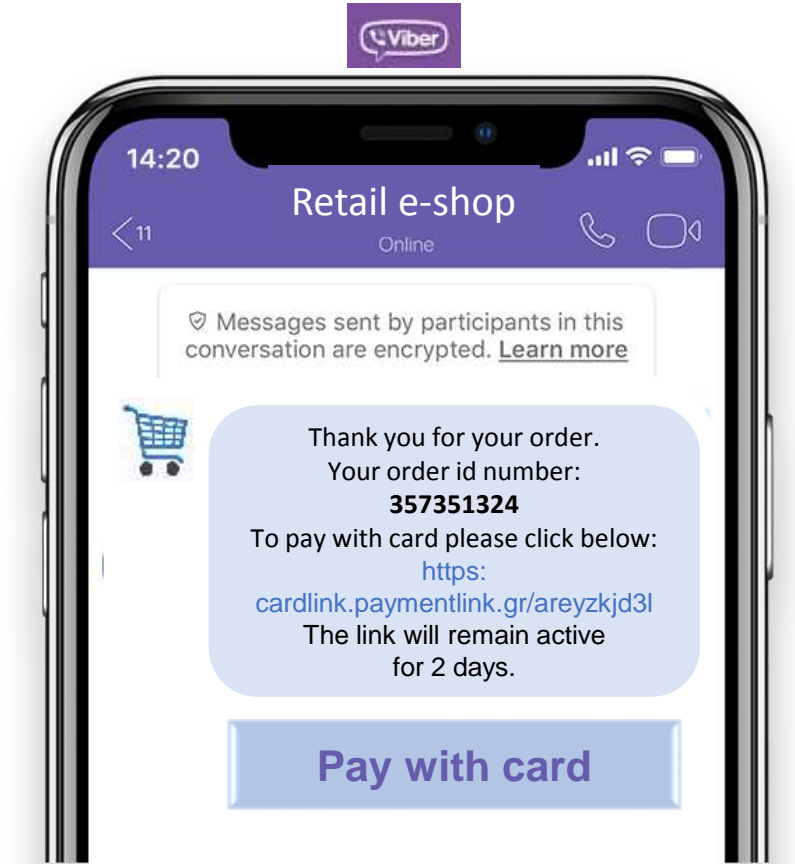 Viber
14:20
Retail e-shop
11
Online
Messages sent by participants in this
conversation are encrypted. Learn more
Thank you for your order.
Your order id number:
357351324
To pay with card please click below:
https:
cardlink.paymentlink.gr/areyzkjd3l
The link will remain active
for 2 days.
Pay with card